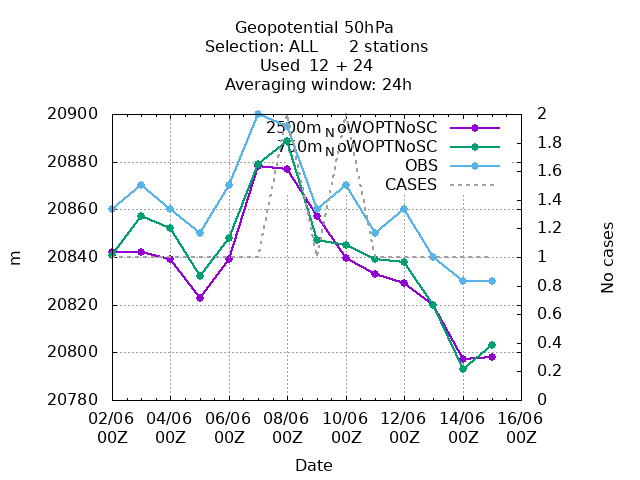 Geopotential 50hPa
Selection: ALL 2 stations
Used 12 + 24
Averaging window: 24h
20900
20880
20860
20840
20820
20800
20780
m
2500m_NoWOPTNoSC
750m_NoWOPTNoSC
OBS
CASES
2
1.8
1.6
1.4
1.2
1
0.8
0.6
0.4
0.2
0
No cases
02/06 04/06 06/06 08/06 10/06 12/06 14/06 16/06
00Z 00Z 00Z 00Z 00Z 00Z 00Z 00Z
Date